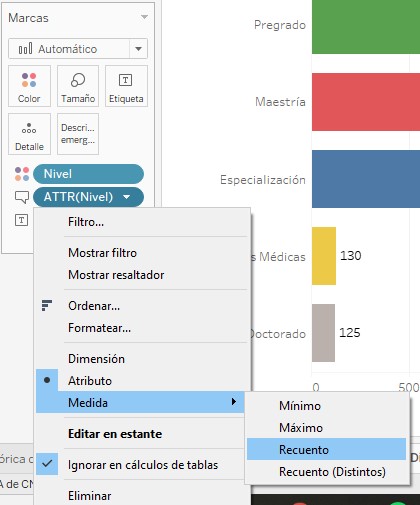 Marcas
Automático
Color
Tamaño
Etiqueta
Detalle
Descri...
emerg...
Nivel
ATTR(Nivel)
Filtro...
Mostrar filtro
Mostrar resaltador
Ordenar...
Formatear...
Dimensión
Atributo
Medida
Editar en estante
Ignorar en cálculos de tablas
Eliminar
Mínimo
Máximo
Recuento
Recuento (Distintos)
Pregrado
Maestría
Especialización
s Médicas
130
Doctorado
125
0
500
órica d
A de CN
Di